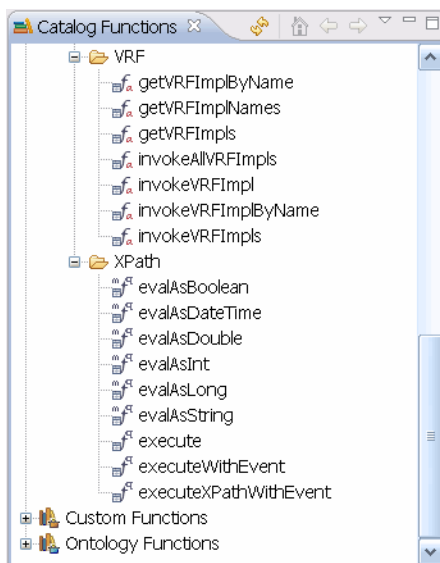 Catalog Functions
VRF
getVRFImplByName
getVRFImplNames
getVRFImpls
invokeAllVRFImpls
invokeVRFImpl
invokeVRFImplByName
invokeVRFImpls
XPath
evalAsBoolean
evalAsDateTime
evalAsDouble
evalAsInt
evalAsLong
evalAsString
execute
executeWithEvent
executeXPathWithEvent
Custom Functions
Ontology Functions